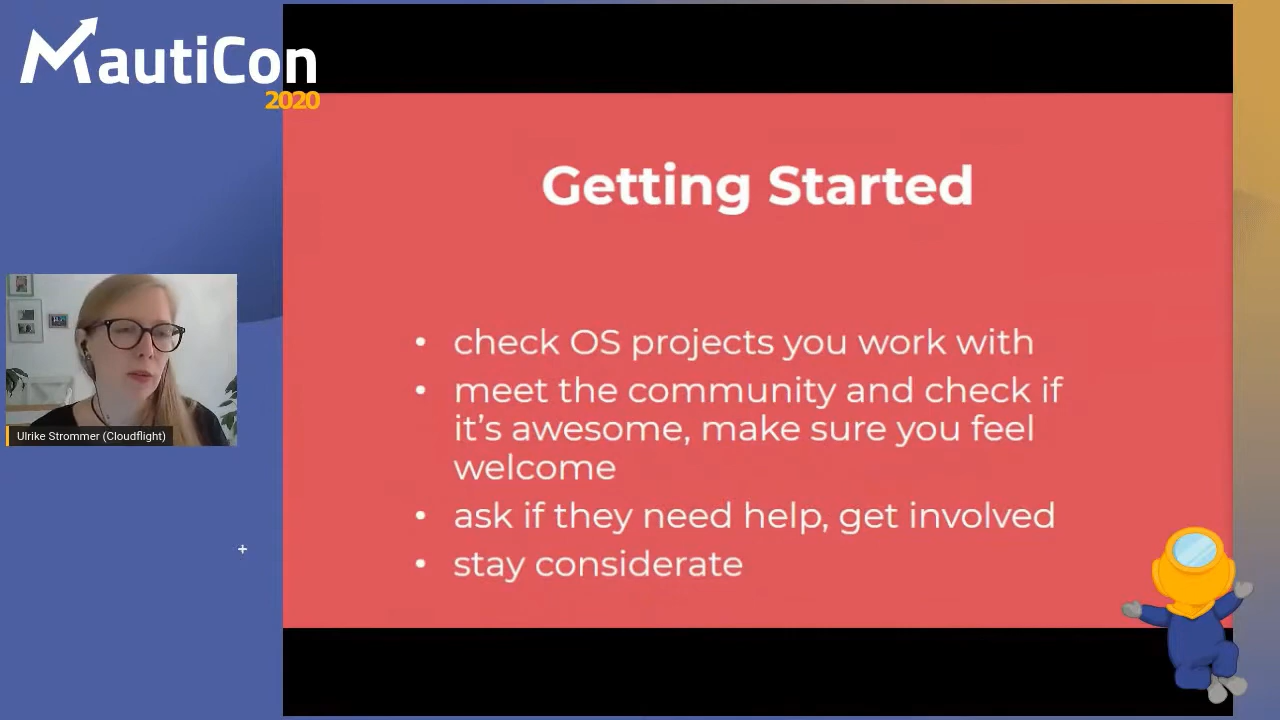 MautiCon
2020
Getting Started
• check OS projects you work with
• meet the community and check if
it's awesome, make sure you feel
welcome
• ask if they need help, get involved
• stay considerate
Ulrike Strommer (Cloudflight)